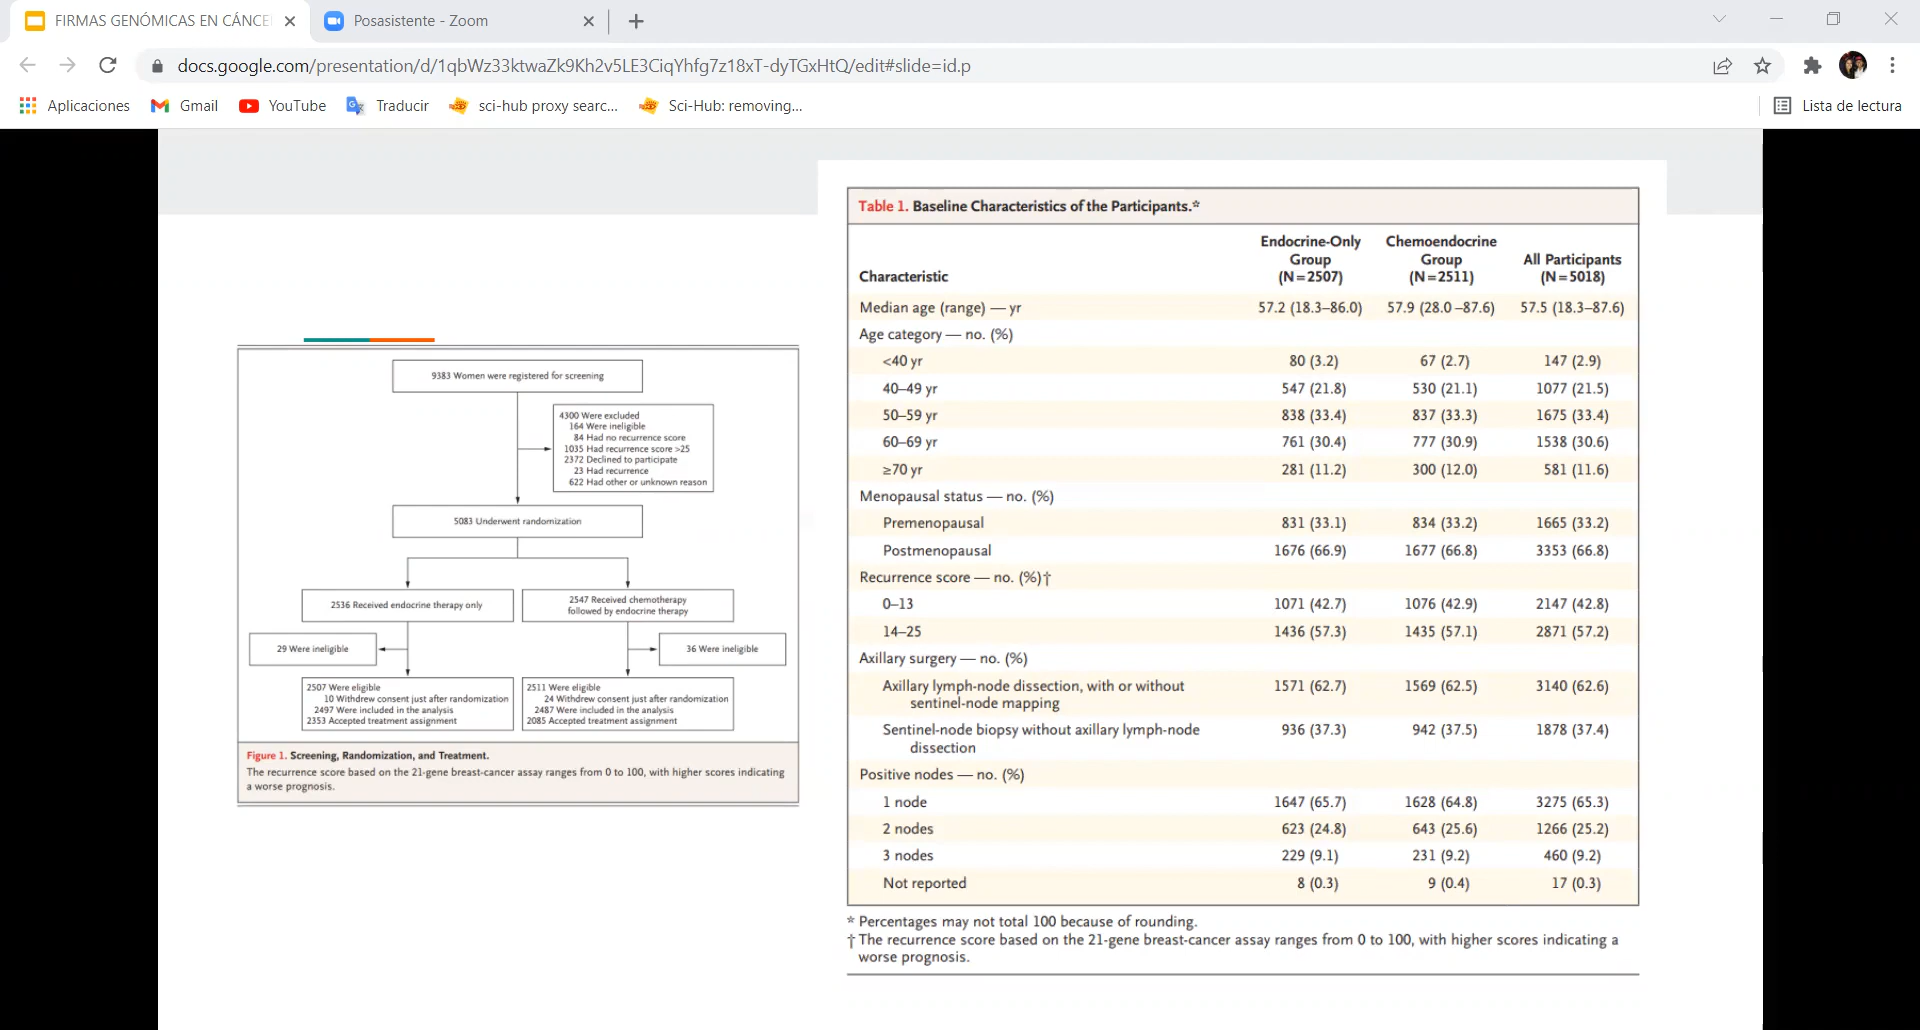 FIRMAS GENÓMICAS EN CÁNCE
Posasistente - Zoom
docs.google.com/presentation/d/1qbWz33ktwaZk9Kh2v5LE3CiqYhfg7z18xT-dyTGxHtQ/edit#slide=id.p
Aplicaciones Gmail YouTube Traducir sci-hub proxy searc... Sci-Hub: removing... Lista de lectura
9383 Women were registered for screening
4300 Were excluded
164 Were ineligible
84 Had no recurrence score
1035 Had recurrence score >25
2372 Declined to participate
23 Had recurrence
622 Had other or unknown reason
5083 Underwent randomization
2536 Received endocrine therapy only
2547 Received chemotherapy
followed by endocrine therapy
29 Were ineligible
36 Were ineligible
2507 Were eligible
10 Withdrew consent just after randomization
2497 Were included in the analysis
2353 Accepted treatment assignment
2511 Were eligible
24 Withdrew consent just after randomization
2487 Were included in the analysis
2085 Accepted treatment assignment
Figure 1. Screening, Randomization, and Treatment.
The recurrence score based on the 21-gene breast-cancer assay ranges from 0 to 100, with higher scores indicating
a worse prognosis.
Table 1. Baseline Characteristics of the Participants.*
Characteristic
Endocrine-Only
Group
(N=2507)
Chemoendocrine
Group
(N=2511)
All Participants
(N=5018)
Median age (range) — yr 57.2 (18.3–86.0) 57.9 (28.0–87.6) 57.5 (18.3–87.6)
Age category — no. (%)
<40 yr 80 (3.2) 67 (2.7) 147 (2.9)
40–49 yr 547 (21.8) 530 (21.1) 1077 (21.5)
50–59 yr 838 (33.4) 837 (33.3) 1675 (33.4)
60–69 yr 761 (30.4) 777 (30.9) 1538 (30.6)
≥70 yr 281 (11.2) 300 (12.0) 581 (11.6)
Menopausal status — no. (%)
Premenopausal 831 (33.1) 834 (33.2) 1665 (33.2)
Postmenopausal 1676 (66.9) 1677 (66.8) 3353 (66.8)
Recurrence score — no. (%)†
0–13 1071 (42.7) 1076 (42.9) 2147 (42.8)
14–25 1436 (57.3) 1435 (57.1) 2871 (57.2)
Axillary surgery — no. (%)
Axillary lymph-node dissection, with or without 1571 (62.7) 1569 (62.5) 3140 (62.6)
sentinel-node mapping
Sentinel-node biopsy without axillary lymph-node 936 (37.3) 942 (37.5) 1878 (37.4)
dissection
Positive nodes — no. (%)
1 node 1647 (65.7) 1628 (64.8) 3275 (65.3)
2 nodes 623 (24.8) 643 (25.6) 1266 (25.2)
3 nodes 229 (9.1) 231 (9.2) 460 (9.2)
Not reported 8 (0.3) 9 (0.4) 17 (0.3)
* Percentages may not total 100 because of rounding.
† The recurrence score based on the 21-gene breast-cancer assay ranges from 0 to 100, with higher scores indicating a
worse prognosis.